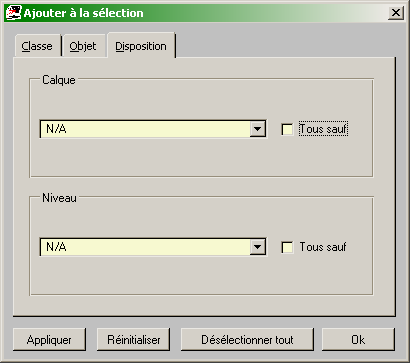 Ajouter à la sélection
Classe Objet Disposition
Calque
N/A Tous sauf
Niveau
N/A Tous sauf
Appliquer Réinitialiser Désélectionner tout Ok